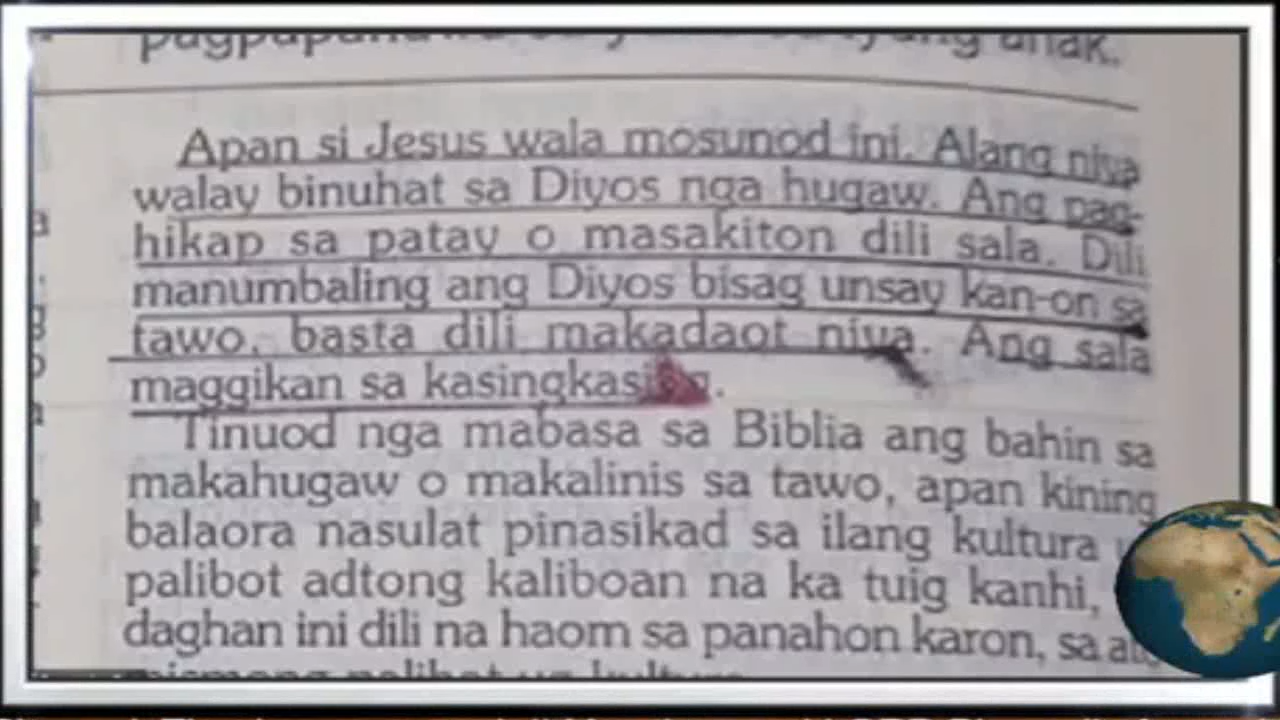 anak.
Apan si Jesus wala mosunod ini. Alang niya
walay binuhat sa Diyos nga hugaw. Ang pag-
hikap sa patay o masakiton dili sala. Dili
manumbaling ang Diyos bisag unsay kan-on sa
tawo, basta dili makadaot niya. Ang sala
maggikan sa kasingkasing.
Tinuod nga mabasa sa Biblia ang bahin sa
makahugaw o makalinis sa tawo, apan kining
balaora nasulat pinasikad sa ilang kultura
palibot adtong kaliboan na ka tuig kanhi,
daghan ini dili na haom sa panahon karon, sa